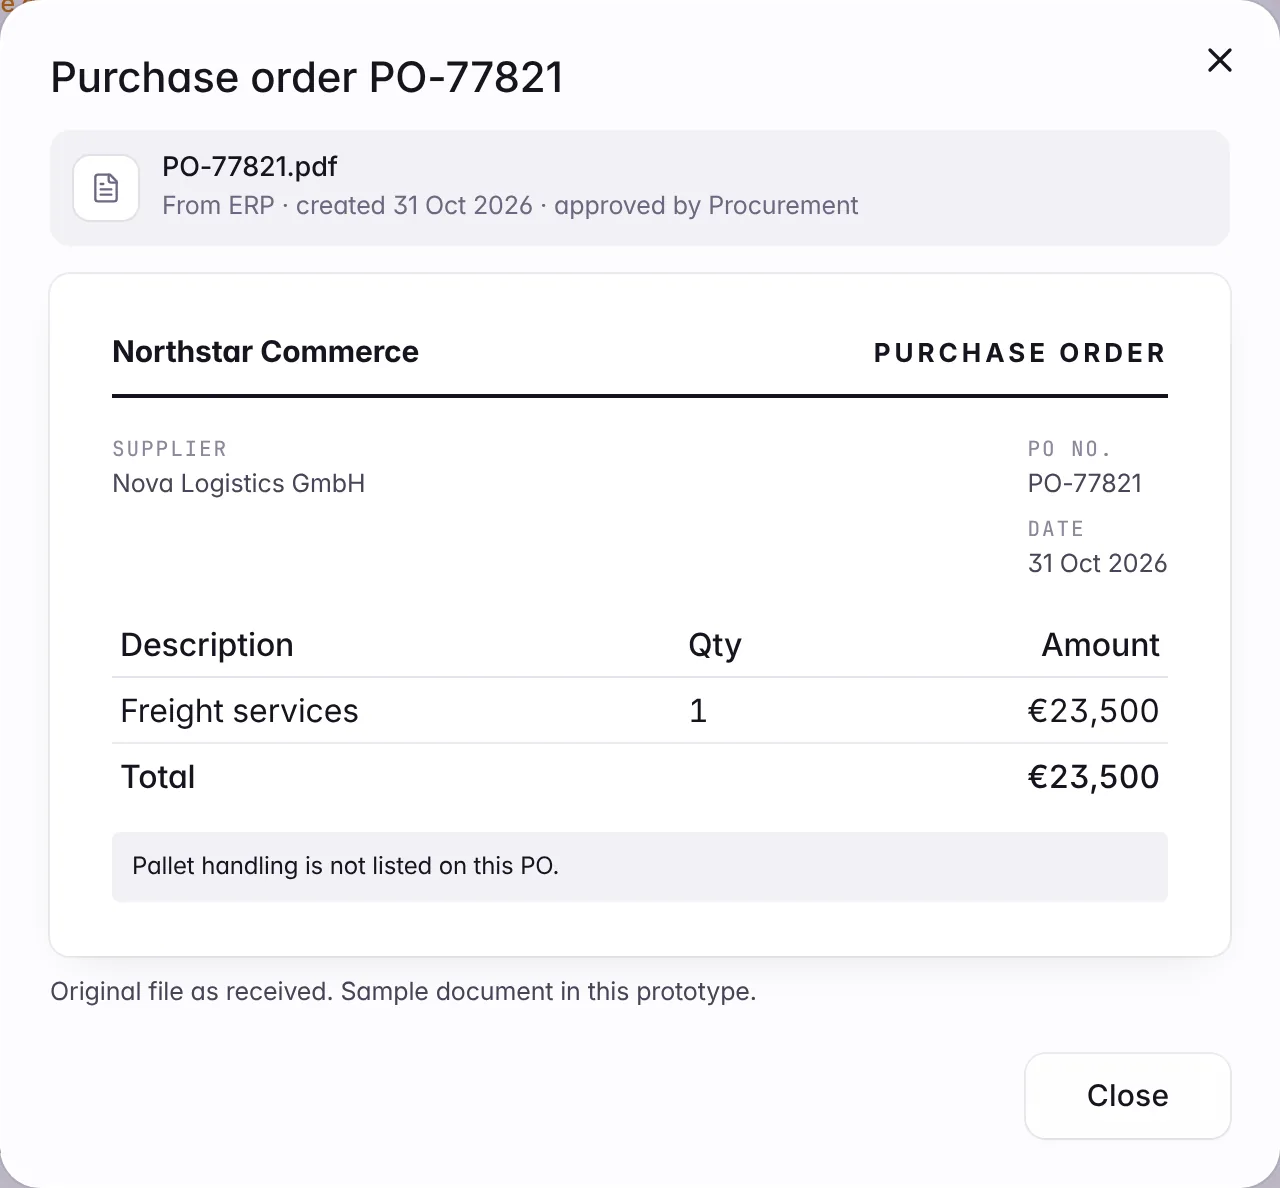 Purchase order PO-77821
PO-77821.pdf
From ERP · created 31 Oct 2026 · approved by Procurement
Northstar Commerce
PURCHASE ORDER
SUPPLIER
Nova Logistics GmbH
PO NO.
PO-77821
DATE
31 Oct 2026
Description Qty Amount
Freight services 1 €23,500
Total €23,500
Pallet handling is not listed on this PO.
Original file as received. Sample document in this prototype.
Close